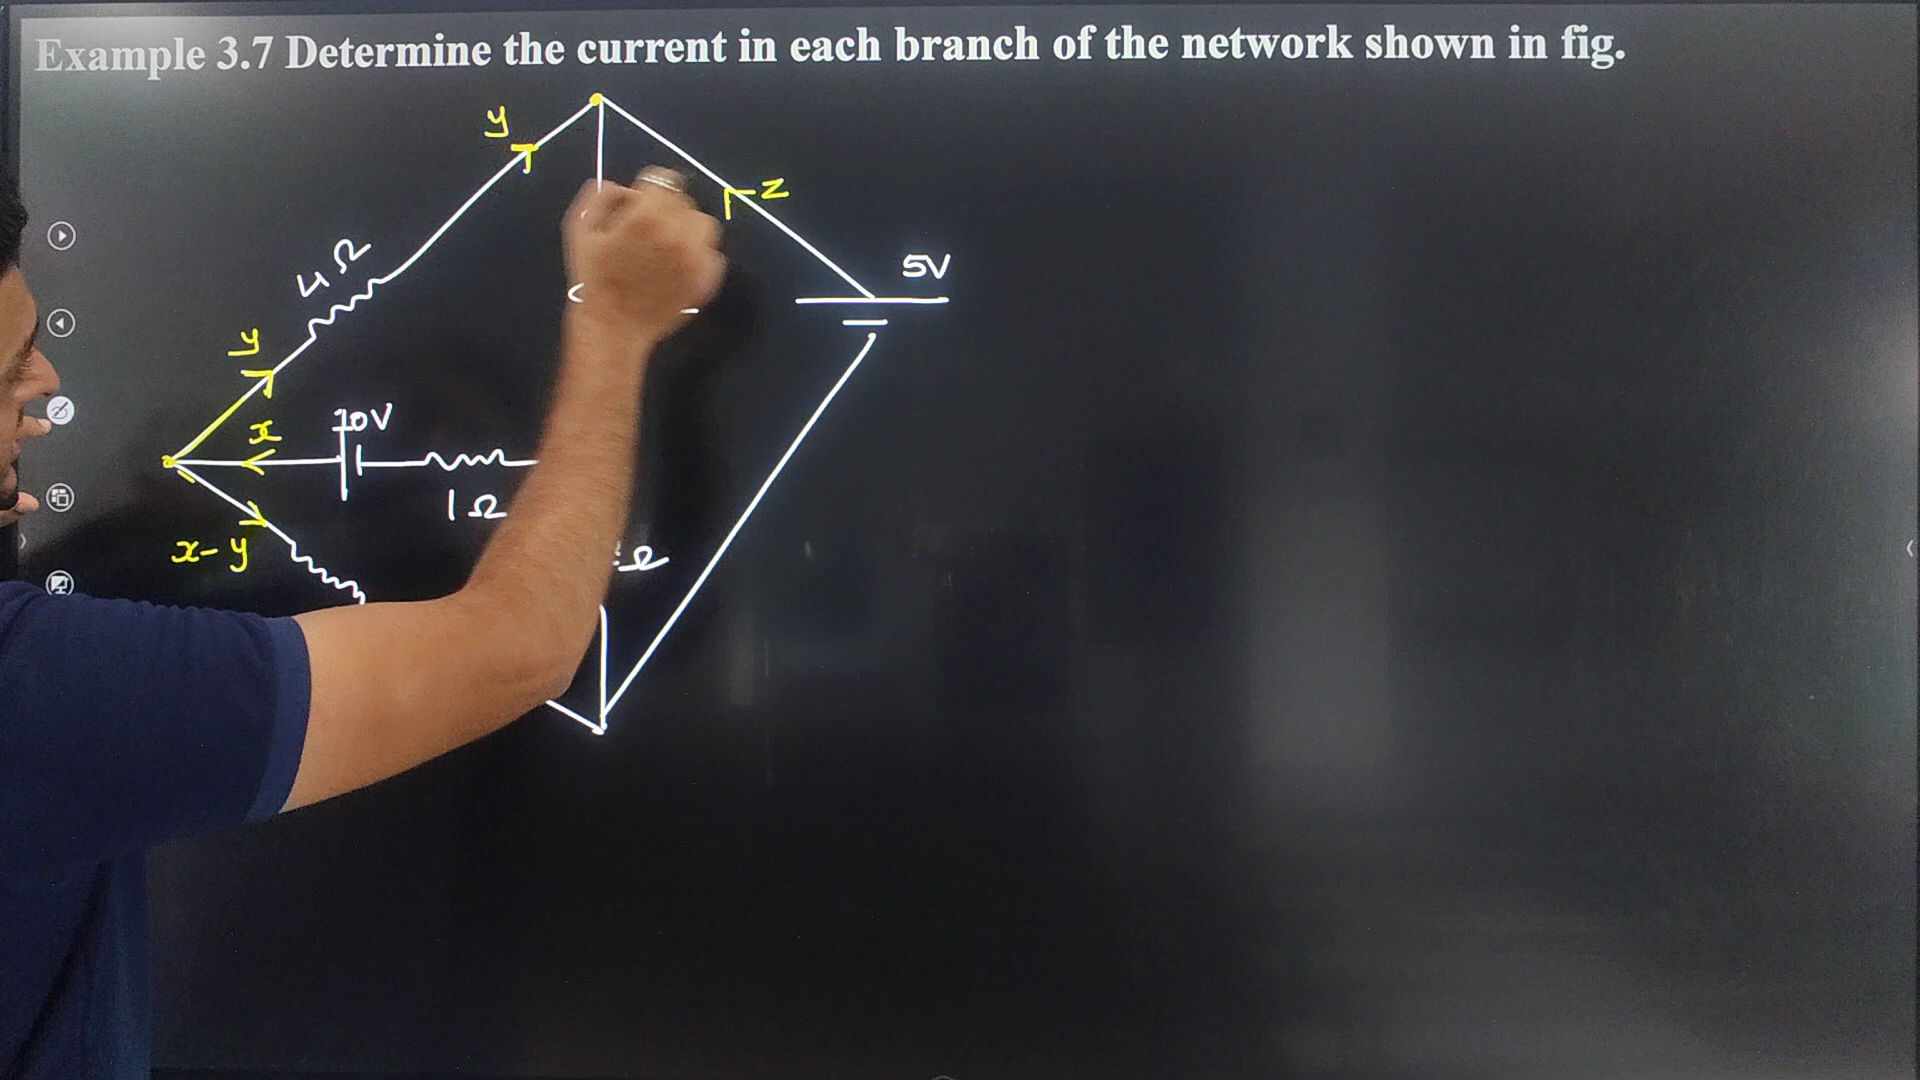 Example 3.7 Determine the current in each branch of the network shown in fig.
y
z
4Ω
5V
y
x
10V
1Ω
x-y
Ω